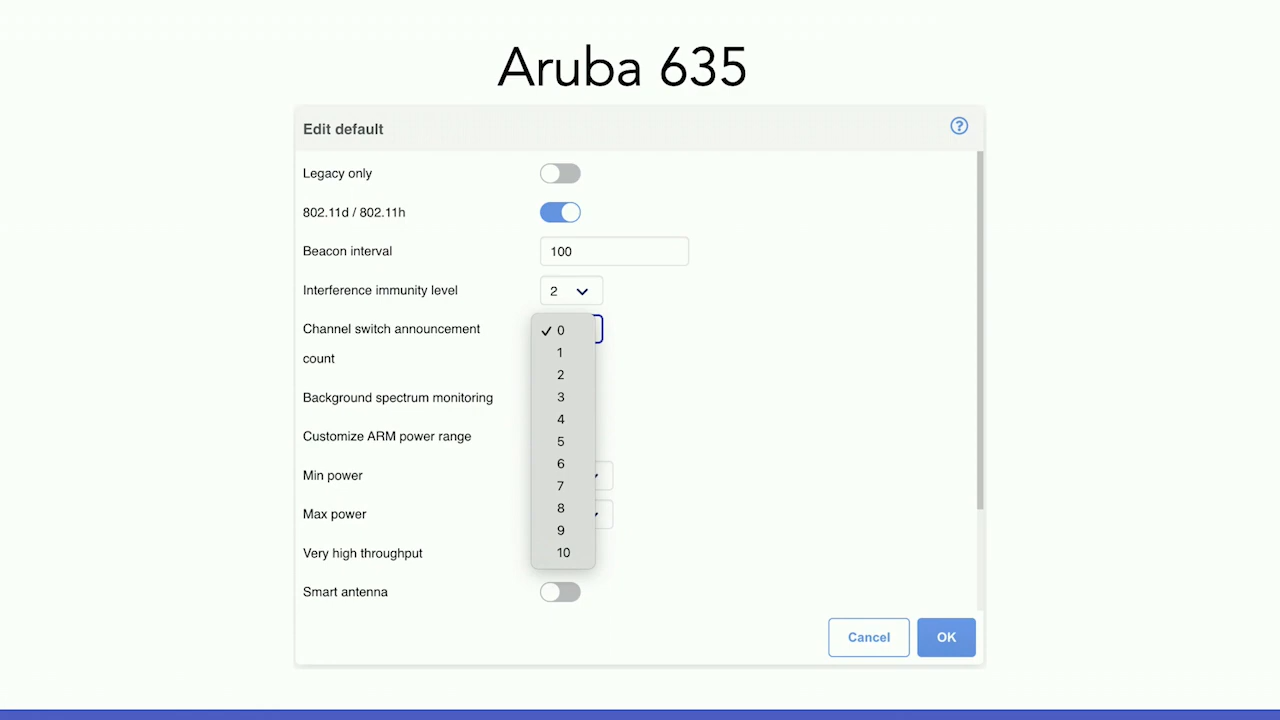 Aruba 635
Edit default
Legacy only
802.11d / 802.11h
Beacon interval
100
Interference immunity level
2
Channel switch announcement
count
0
1
2
3
4
5
6
7
8
9
10
Background spectrum monitoring
Customize ARM power range
Min power
Max power
Very high throughput
Smart antenna
Cancel
OK